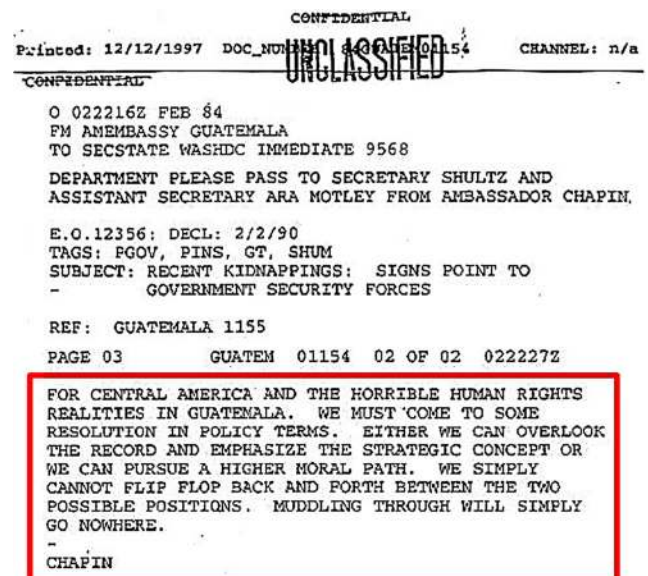 CONFIDENTIAL
Printed: 12/12/1997 DOC_NUMBER: 84GUATEM01154 CHANNEL: n/a
UNCLASSIFIED
CONFIDENTIAL
O 022216Z FEB 84
FM AMEMBASSY GUATEMALA
TO SECSTATE WASHDC IMMEDIATE 9568
DEPARTMENT PLEASE PASS TO SECRETARY SHULTZ AND
ASSISTANT SECRETARY ARA MOTLEY FROM AMBASSADOR CHAPIN.
E.O.12356: DECL: 2/2/90
TAGS: PGOV, PINS, GT, SHUM
SUBJECT: RECENT KIDNAPPINGS: SIGNS POINT TO
- GOVERNMENT SECURITY FORCES
REF: GUATEMALA 1155
PAGE 03 GUATEM 01154 02 OF 02 022227Z
FOR CENTRAL AMERICA AND THE HORRIBLE HUMAN RIGHTS
REALITIES IN GUATEMALA. WE MUST COME TO SOME
RESOLUTION IN POLICY TERMS. EITHER WE CAN OVERLOOK
THE RECORD AND EMPHASIZE THE STRATEGIC CONCEPT OR
WE CAN PURSUE A HIGHER MORAL PATH. WE SIMPLY
CANNOT FLIP FLOP BACK AND FORTH BETWEEN THE TWO
POSSIBLE POSITIONS. MUDDLING THROUGH WILL SIMPLY
GO NOWHERE.
-
CHAPIN